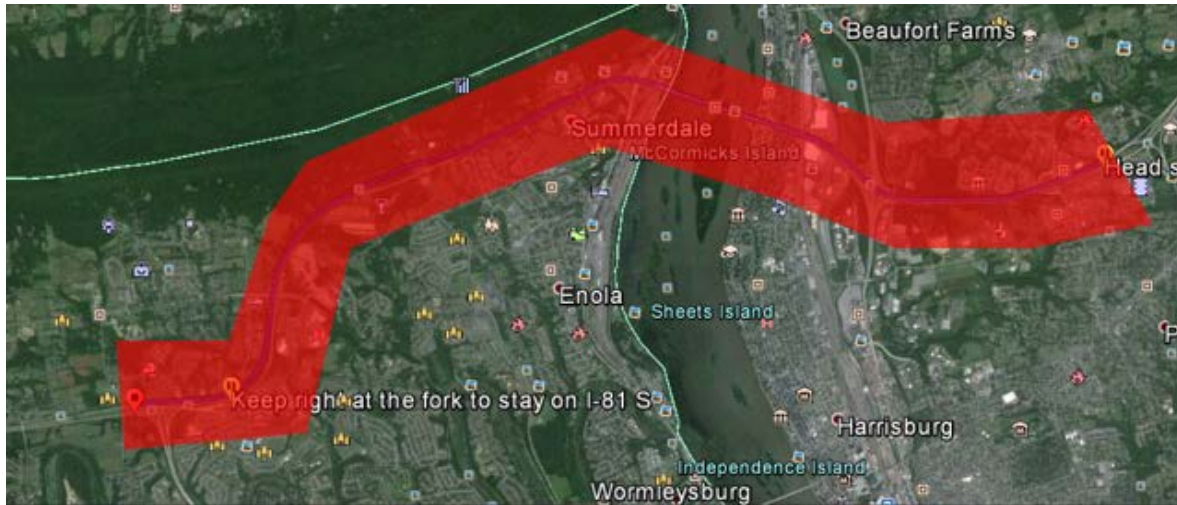 Beaufort Farms
Summerdale
McCormicks Island
Head s
Enola
Sheets Island
P
Keep right at the fork to stay on I-81 S
Harrisburg
Independence Island
Wormleysburg